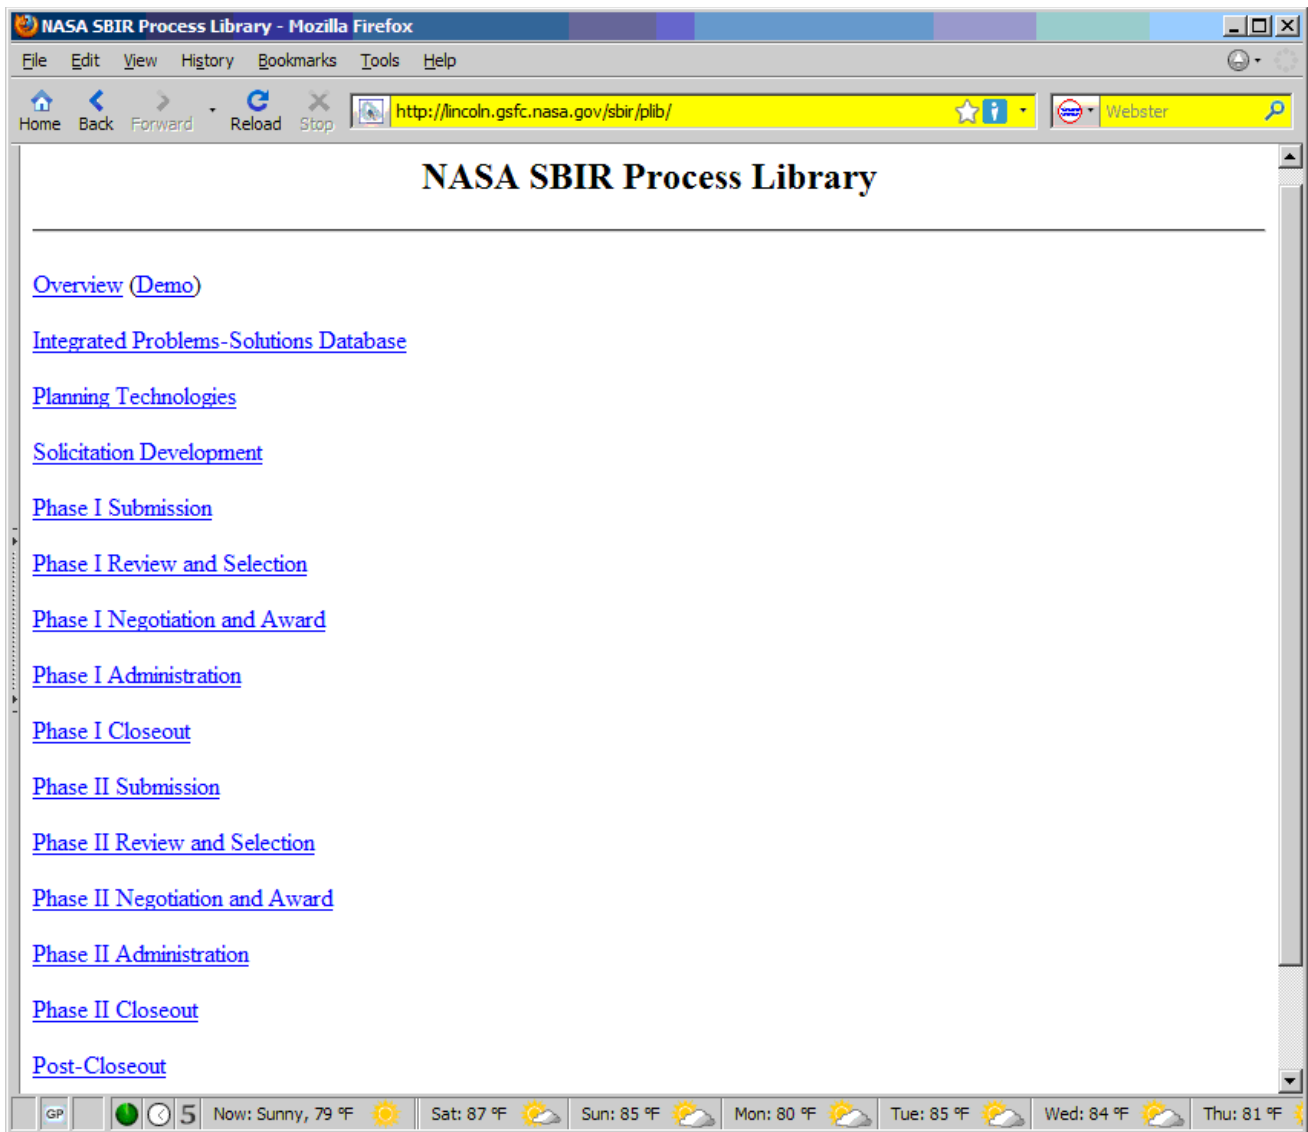 NASA SBIR Process Library - Mozilla Firefox
File Edit View History Bookmarks Tools Help
Home Back Forward Reload Stop http://lincoln.gsfc.nasa.gov/sbir/plib/ Webster
NASA SBIR Process Library
Overview (Demo)
Integrated Problems-Solutions Database
Planning Technologies
Solicitation Development
Phase I Submission
Phase I Review and Selection
Phase I Negotiation and Award
Phase I Administration
Phase I Closeout
Phase II Submission
Phase II Review and Selection
Phase II Negotiation and Award
Phase II Administration
Phase II Closeout
Post-Closeout
GP 5 Now: Sunny, 79 °F Sat: 87 °F Sun: 85 °F Mon: 80 °F Tue: 85 °F Wed: 84 °F Thu: 81 °F